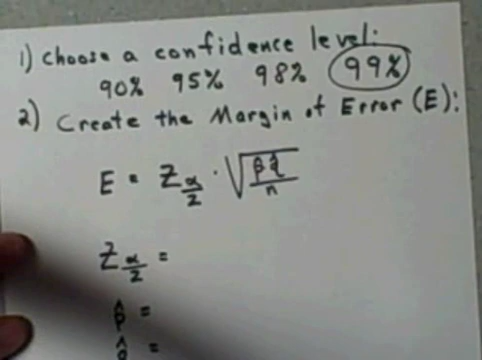 1) Choose a confidence level:
90% 95% 98% 99%
2) Create the Margin of Error (E):
E = Z α/2 · √(p̂q̂/n)
Z α/2 =
p̂ =
q̂ =